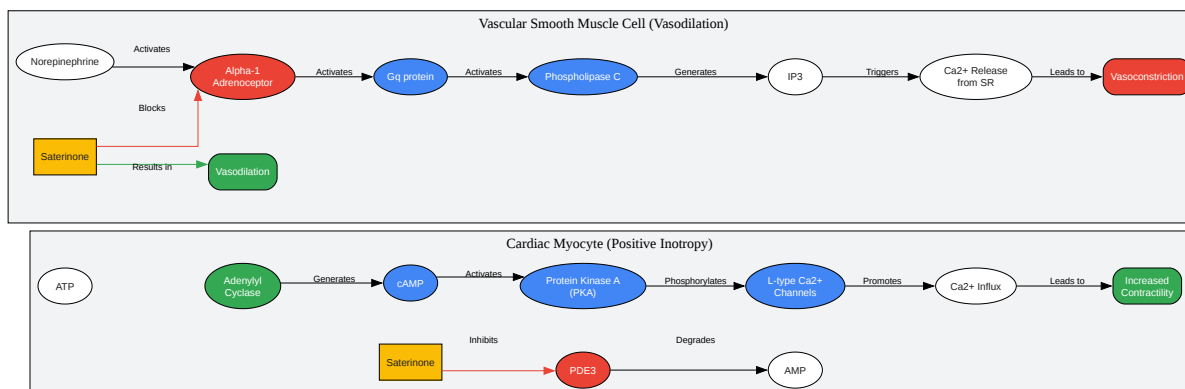 Vascular Smooth Muscle Cell (Vasodilation)
Norepinephrine
Activates
Alpha-1
Adrenoceptor
Activates
Gq protein
Activates
Phospholipase C
Generates
IP3
Triggers
Ca2+ Release
from SR
Leads to
Vasoconstriction
Blocks
Saterinone
Results in
Vasodilation
Cardiac Myocyte (Positive Inotropy)
ATP
Adenylyl
Cyclase
Generates
cAMP
Activates
Protein Kinase A
(PKA)
Phosphorylates
L-type Ca2+
Channels
Promotes
Ca2+ Influx
Leads to
Increased
Contractility
Saterinone
Inhibits
PDE3
Degrades
AMP